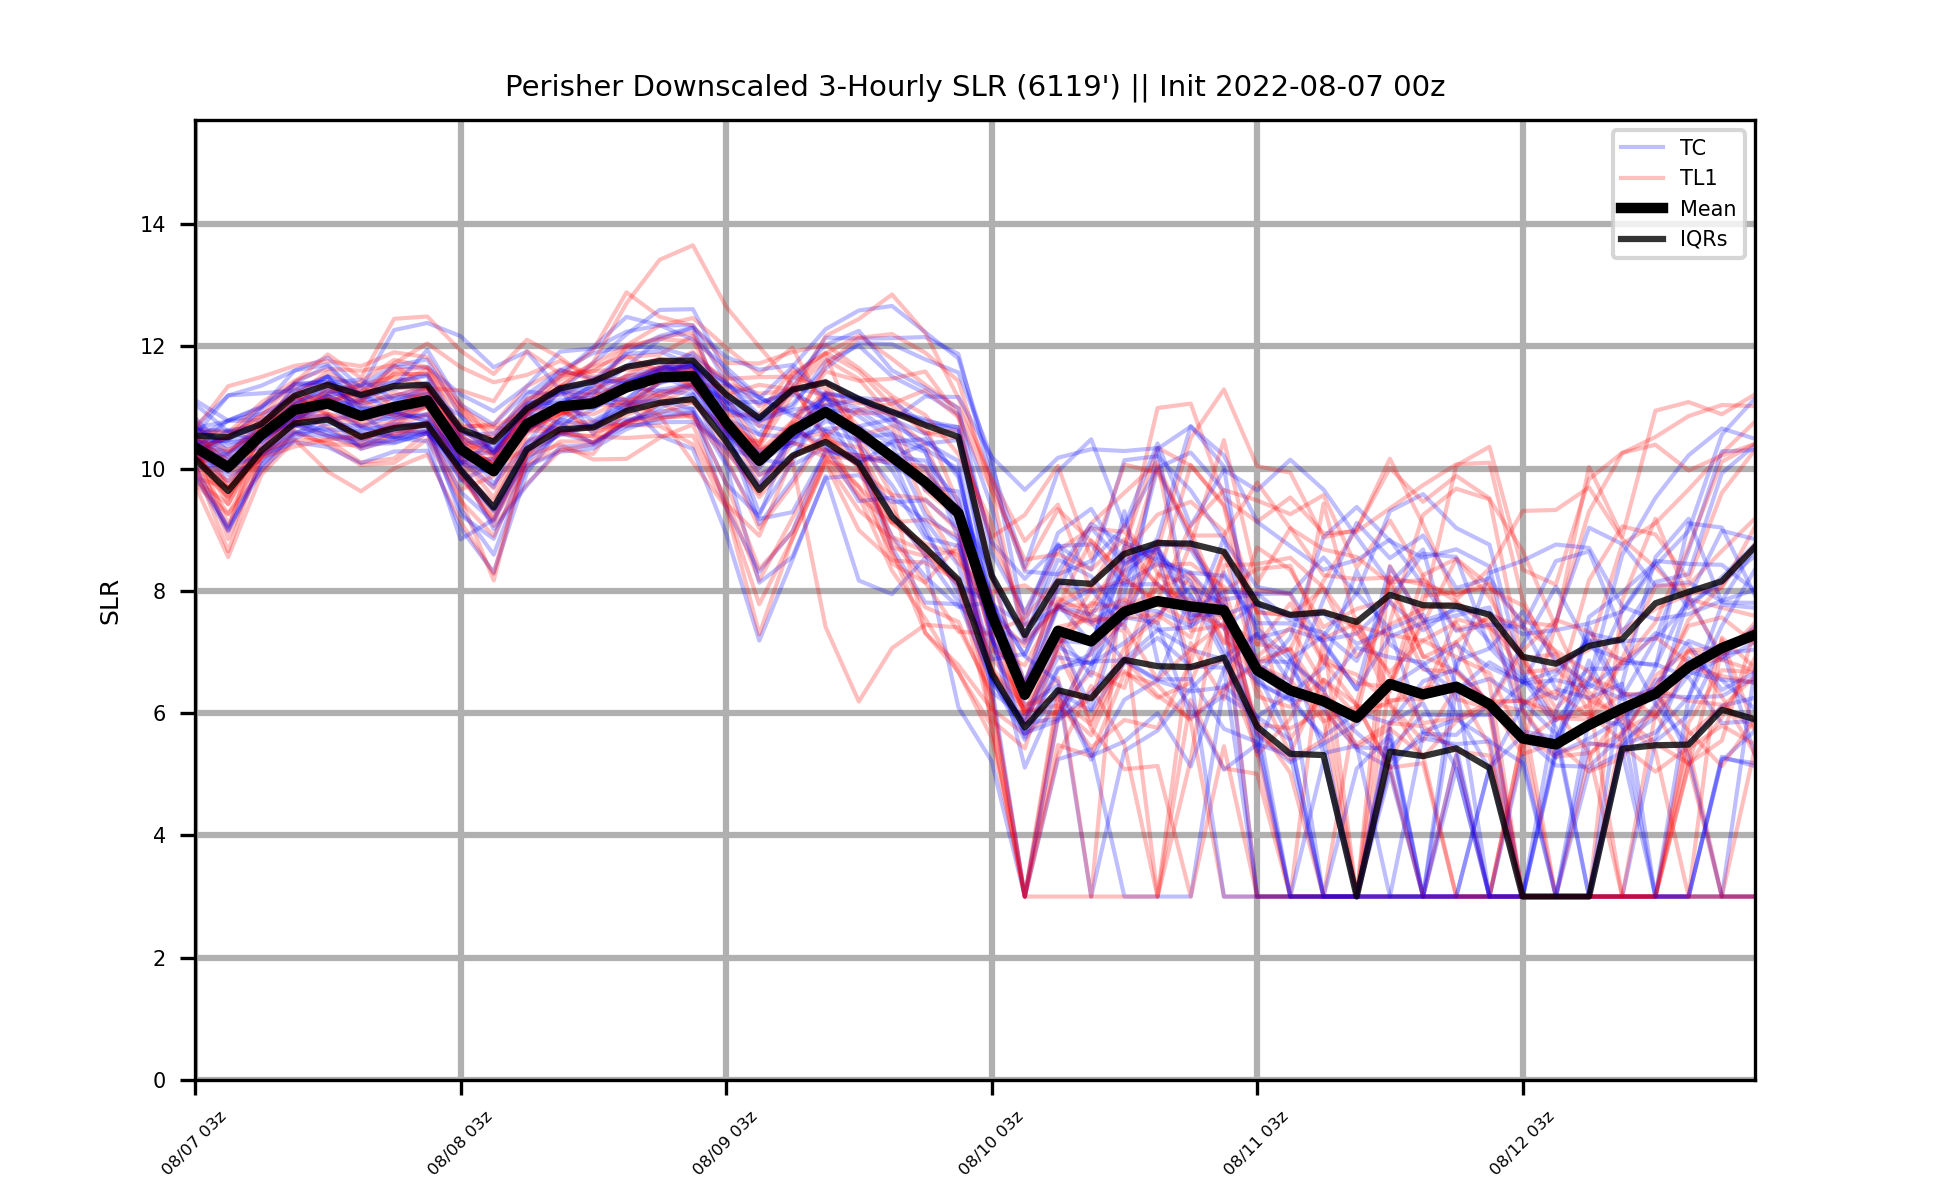 Perisher Downscaled 3-Hourly SLR (6119') || Init 2022-08-07 00z
TC
TL1
Mean
IQRs
SLR
14
12
10
8
6
4
2
0
08/07 03z
08/08 03z
08/09 03z
08/10 03z
08/11 03z
08/12 03z